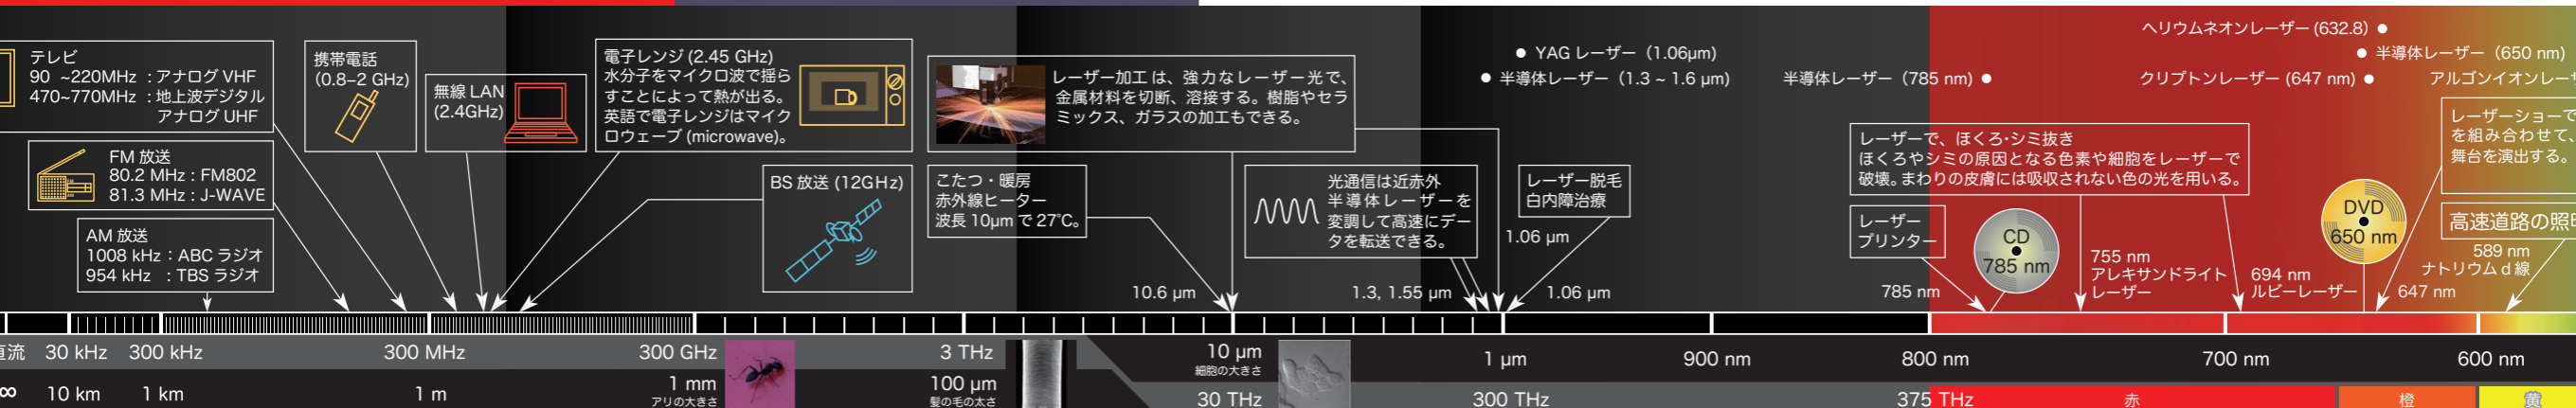 テレビ
90 ~220MHz ：アナログ VHF
470~770MHz ：地上波デジタル
アナログ UHF
FM 放送
80.2 MHz : FM802
81.3 MHz : J-WAVE
AM 放送
1008 kHz : ABC ラジオ
954 kHz : TBS ラジオ
携帯電話
(0.8–2 GHz)
無線 LAN
(2.4GHz)
電子レンジ (2.45 GHz)
水分子をマイクロ波で揺ら
すことによって熱が出る。
英語で電子レンジはマイク
ロウェーブ (microwave)。
BS 放送 (12GHz)
レーザー加工 は、強力なレーザー光で、
金属材料を切断、溶接する。樹脂やセラ
ミックス、ガラスの加工もできる。
こたつ・暖房
赤外線ヒーター
波長 10μm で 27℃。
光通信は近赤外
半導体レーザーを
変調して高速にデー
タを転送できる。
レーザー脱毛
白内障治療
1.06 μm
10.6 μm
1.3, 1.55 μm
1.06 μm
● YAG レーザー（1.06μm)
● 半導体レーザー（1.3 ~ 1.6 μm)
半導体レーザー（785 nm) ●
ヘリウムネオンレーザー (632.8) ●
● 半導体レーザー（650 nm)
クリプトンレーザー (647 nm) ●
アルゴンイオンレーザ
レーザーで、ほくろ･シミ抜き
ほくろやシミの原因となる色素や細胞をレーザーで
破壊。まわりの皮膚には吸収されない色の光を用いる。
レーザー
プリンター
CD
785 nm
785 nm
755 nm
アレキサンドライト
レーザー
694 nm
ルビーレーザー
DVD
650 nm
647 nm
レーザーショーで
を組み合わせて、
舞台を演出する。
高速道路の照明
589 nm
ナトリウム d 線
直流 30 kHz 300 kHz 300 MHz 300 GHz 3 THz 10 μm 1 μm 900 nm 800 nm 700 nm 600 nm
細胞の大きさ
∞ 10 km 1 km 1 m 1 mm 100 μm 30 THz 300 THz 375 THz 赤 橙 黄
アリの大きさ 髪の毛の太さ